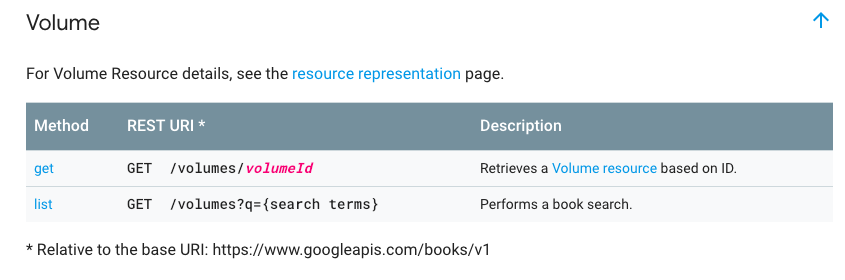 Volume
For Volume Resource details, see the resource representation page.
Method REST URI * Description
get GET /volumes/volumeId Retrieves a Volume resource based on ID.
list GET /volumes?q={search terms} Performs a book search.
* Relative to the base URI: https://www.googleapis.com/books/v1